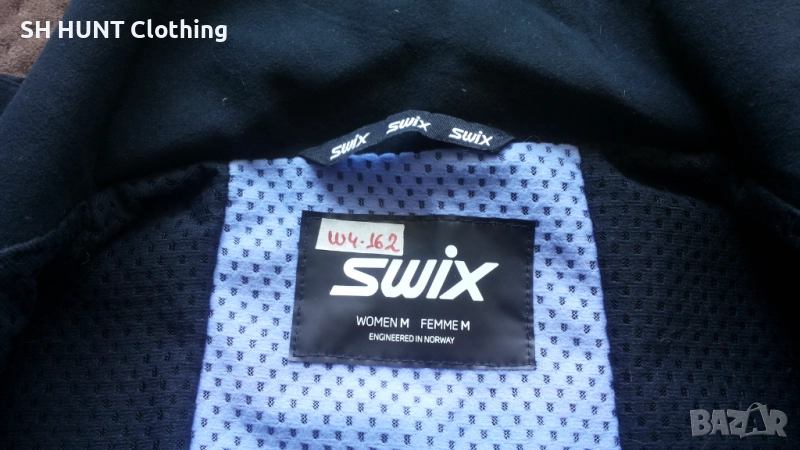 SH HUNT Clothing
swix swix swix
W4-162
swix
WOMEN M FEMME M
ENGINEERED IN NORWAY
BAZAR